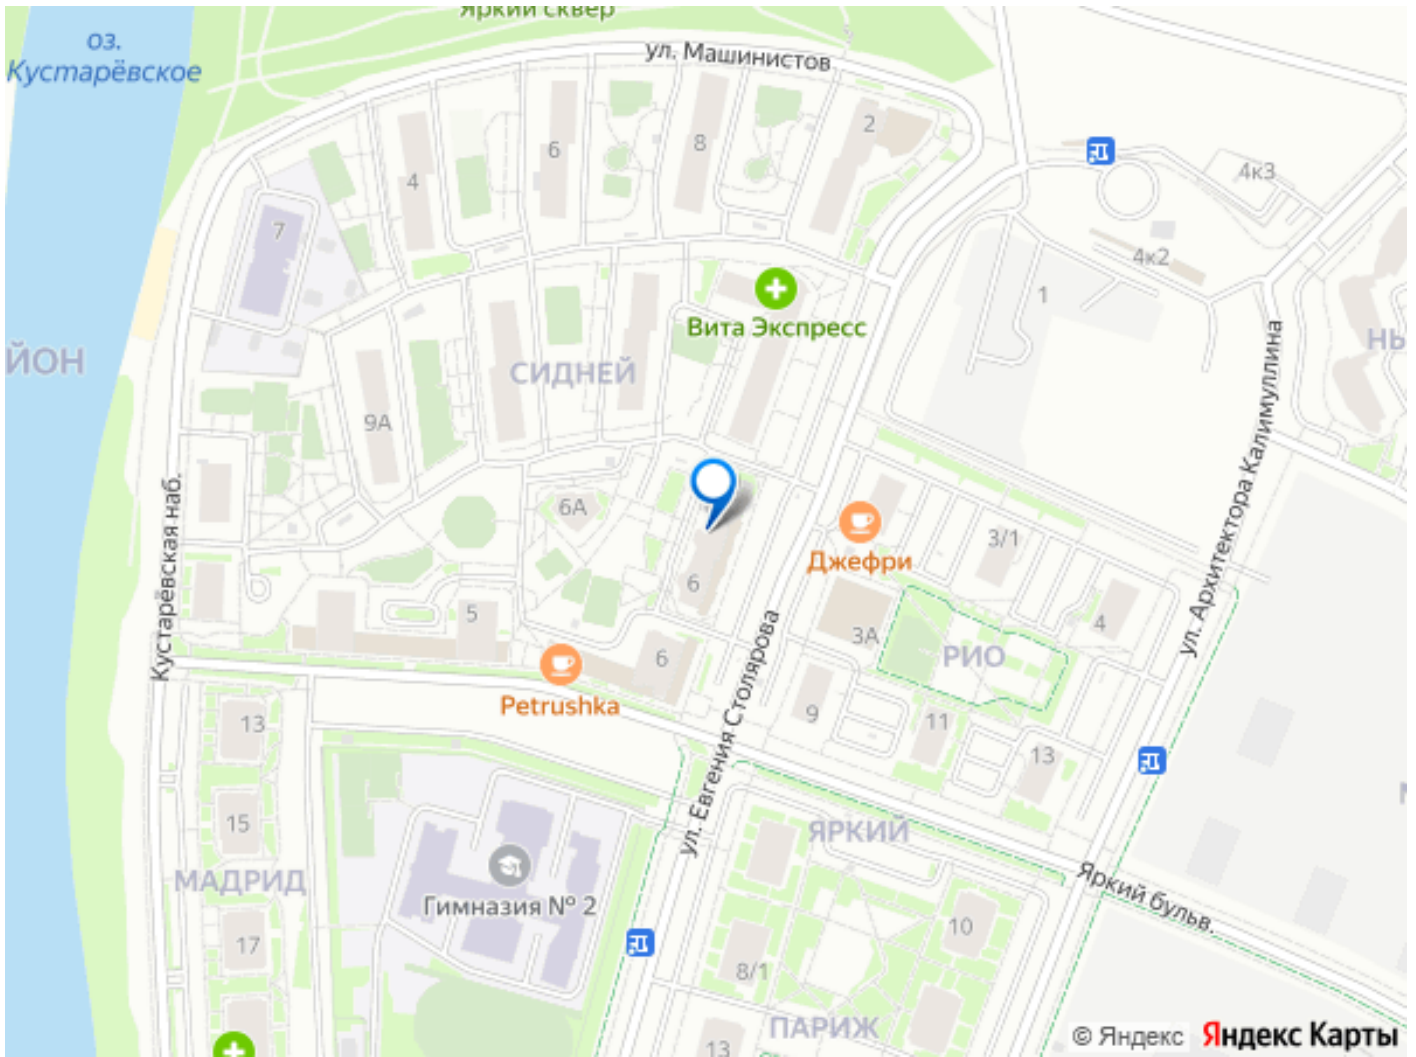 Яркий сквер
оз.
Кустарёвское
ул. Машинистов
2
8
6
4
7
4к3
4к2
1
Вита Экспресс
СИДНЕЙ
НЬ
ЙОН
9А
6А
Кустарёвская наб.
ул. Архитектора Калимуллина
Джефри
3/1
6
5
3А
4
РИО
6
ул. Евгения Столярова
Petrushka
9
11
13
13
15
ЯРКИЙ
МАДРИД
Гимназия № 2
Яркий бульв.
10
17
8/1
ПАРИЖ
13
© Яндекс Яндекс Карты